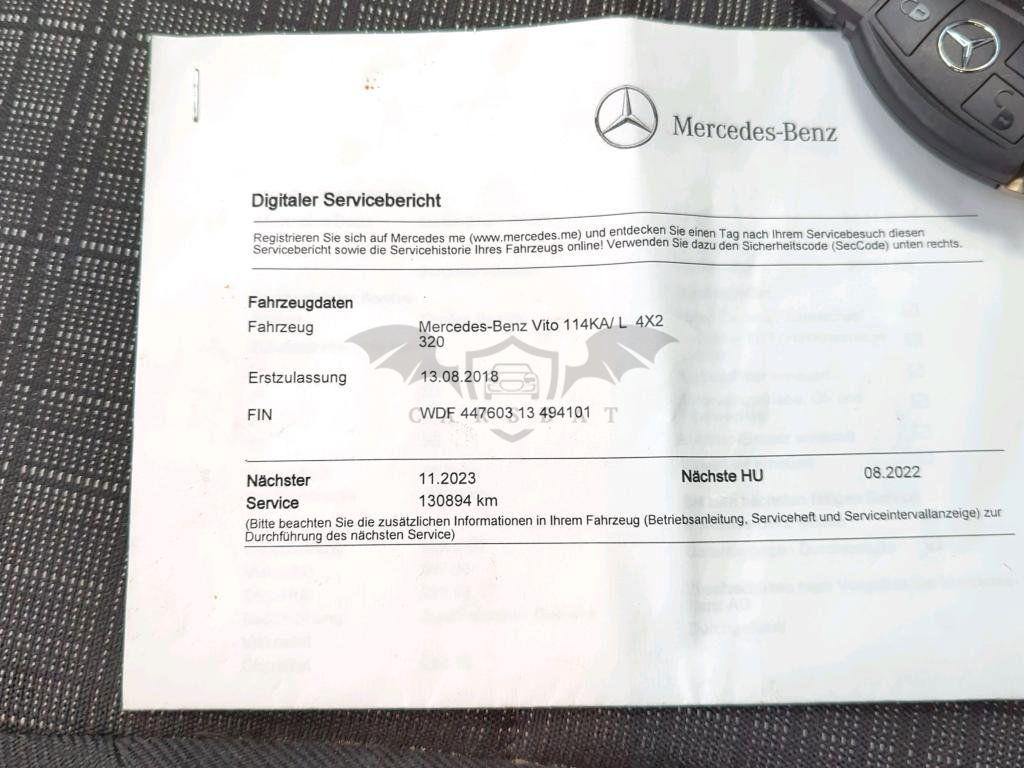 Mercedes-Benz
Digitaler Servicebericht
Registrieren Sie sich auf Mercedes me (www.mercedes.me) und entdecken Sie einen Tag nach Ihrem Servicebesuch diesen
Servicebericht sowie die Servicehistorie Ihres Fahrzeugs online! Verwenden Sie dazu den Sicherheitscode (SecCode) unten rechts.
Fahrzeugdaten
Fahrzeug Mercedes-Benz Vito 114KA/ L 4X2
320
Erstzulassung 13.08.2018
FIN WDF 447603 13 494101
CARSBAT
Nächster 11.2023 Nächste HU 08.2022
Service 130894 km
(Bitte beachten Sie die zusätzlichen Informationen in Ihrem Fahrzeug (Betriebsanleitung, Serviceheft und Serviceintervallanzeige) zur
Durchführung des nächsten Service)